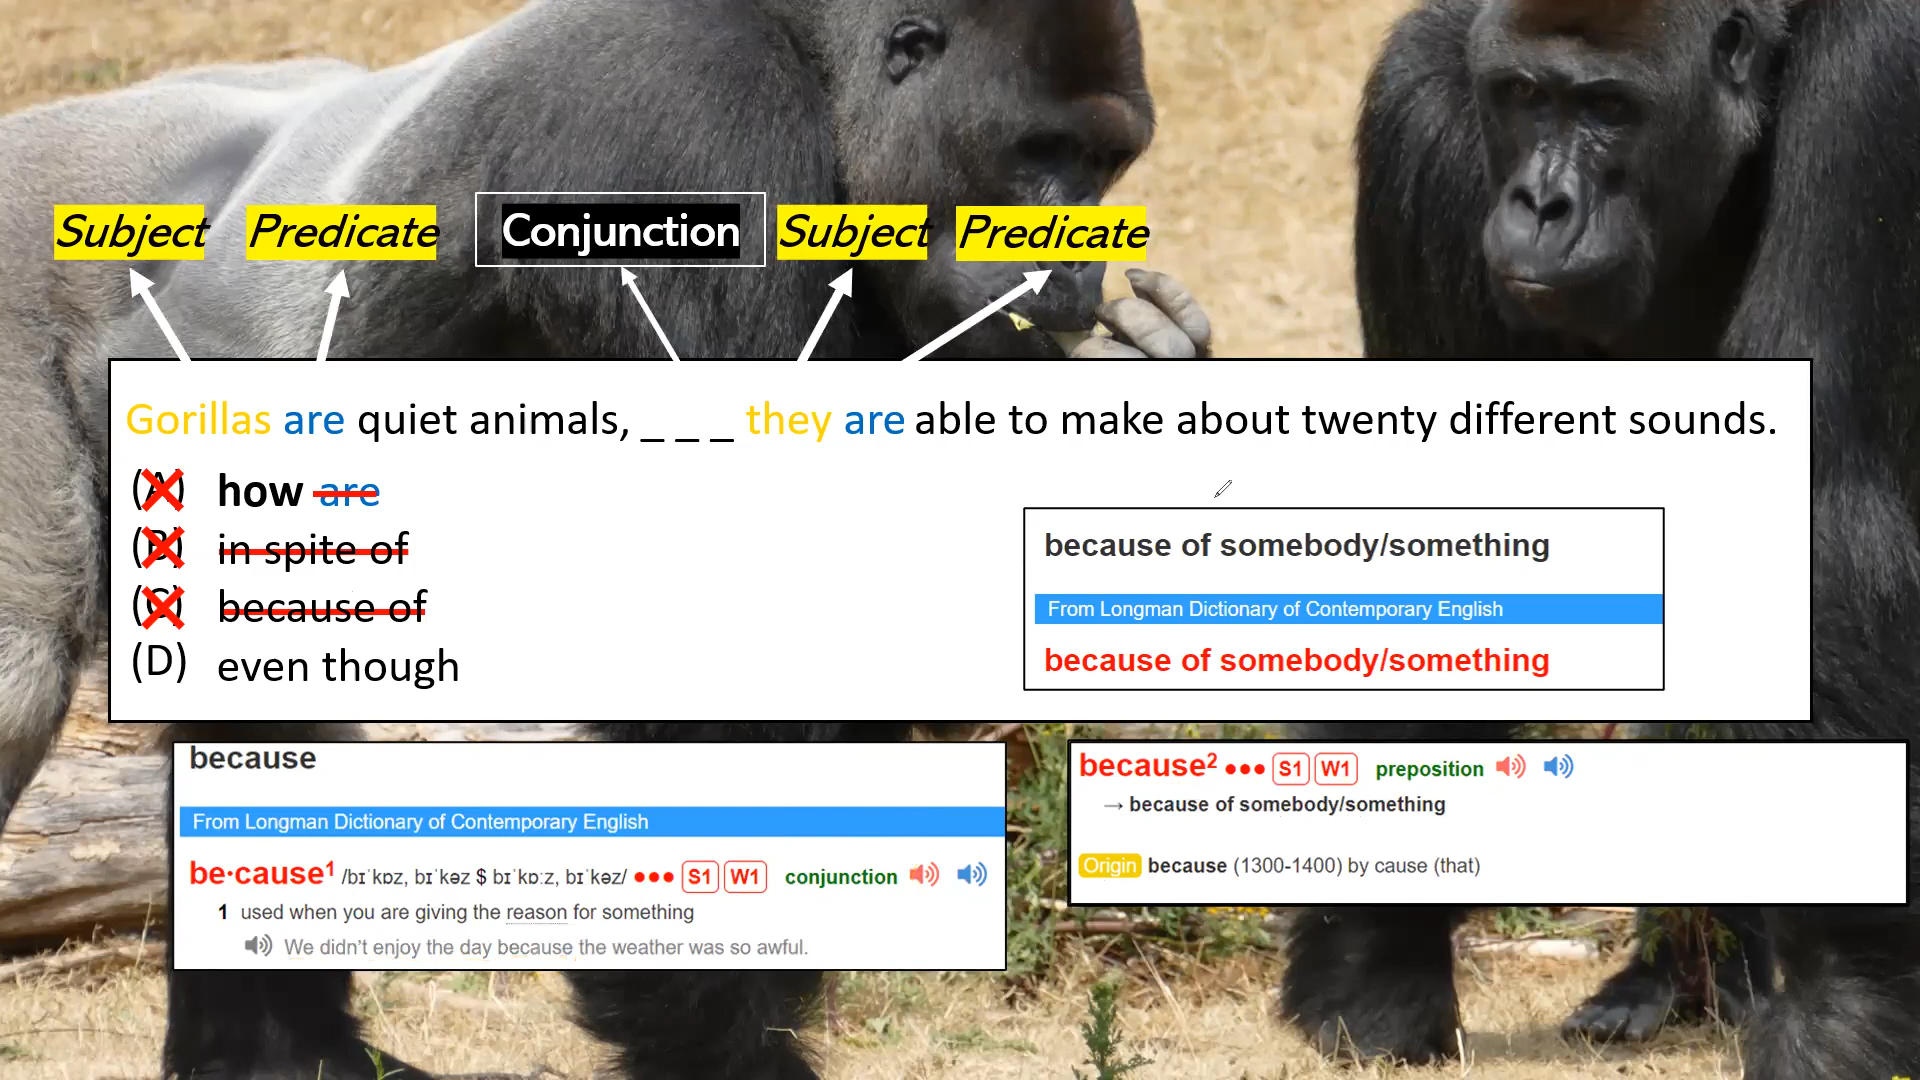 Subject Predicate Conjunction Subject Predicate
Gorillas are quiet animals, _ _ _ they are able to make about twenty different sounds.
(A) how are
(B) in spite of
(C) because of
(D) even though
because of somebody/something
From Longman Dictionary of Contemporary English
because of somebody/something
because
From Longman Dictionary of Contemporary English
be·cause1 /bɪˈkɒz, bɪˈkəz $ bɪˈkɒːz, bɪˈkəz/ ●●● S1 W1 conjunction
1 used when you are giving the reason for something
We didn't enjoy the day because the weather was so awful.
because2 ●●● S1 W1 preposition
→ because of somebody/something
Origin because (1300-1400) by cause (that)